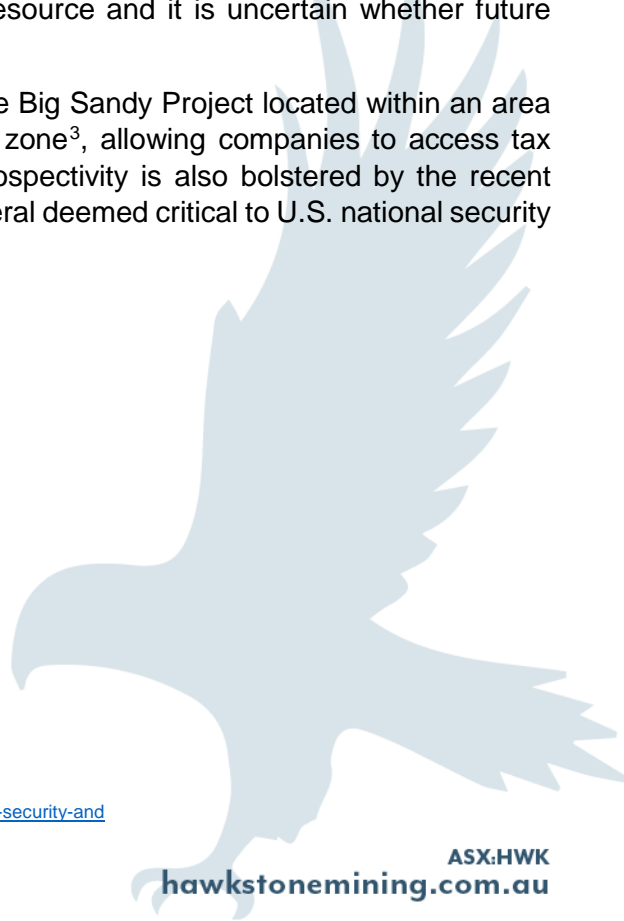 esource and it is uncertain whether future
e Big Sandy Project located within an area
zone³, allowing companies to access tax
ospectivity is also bolstered by the recent
eral deemed critical to U.S. national security
-security-and
ASX:HWK
hawkstonemining.com.au